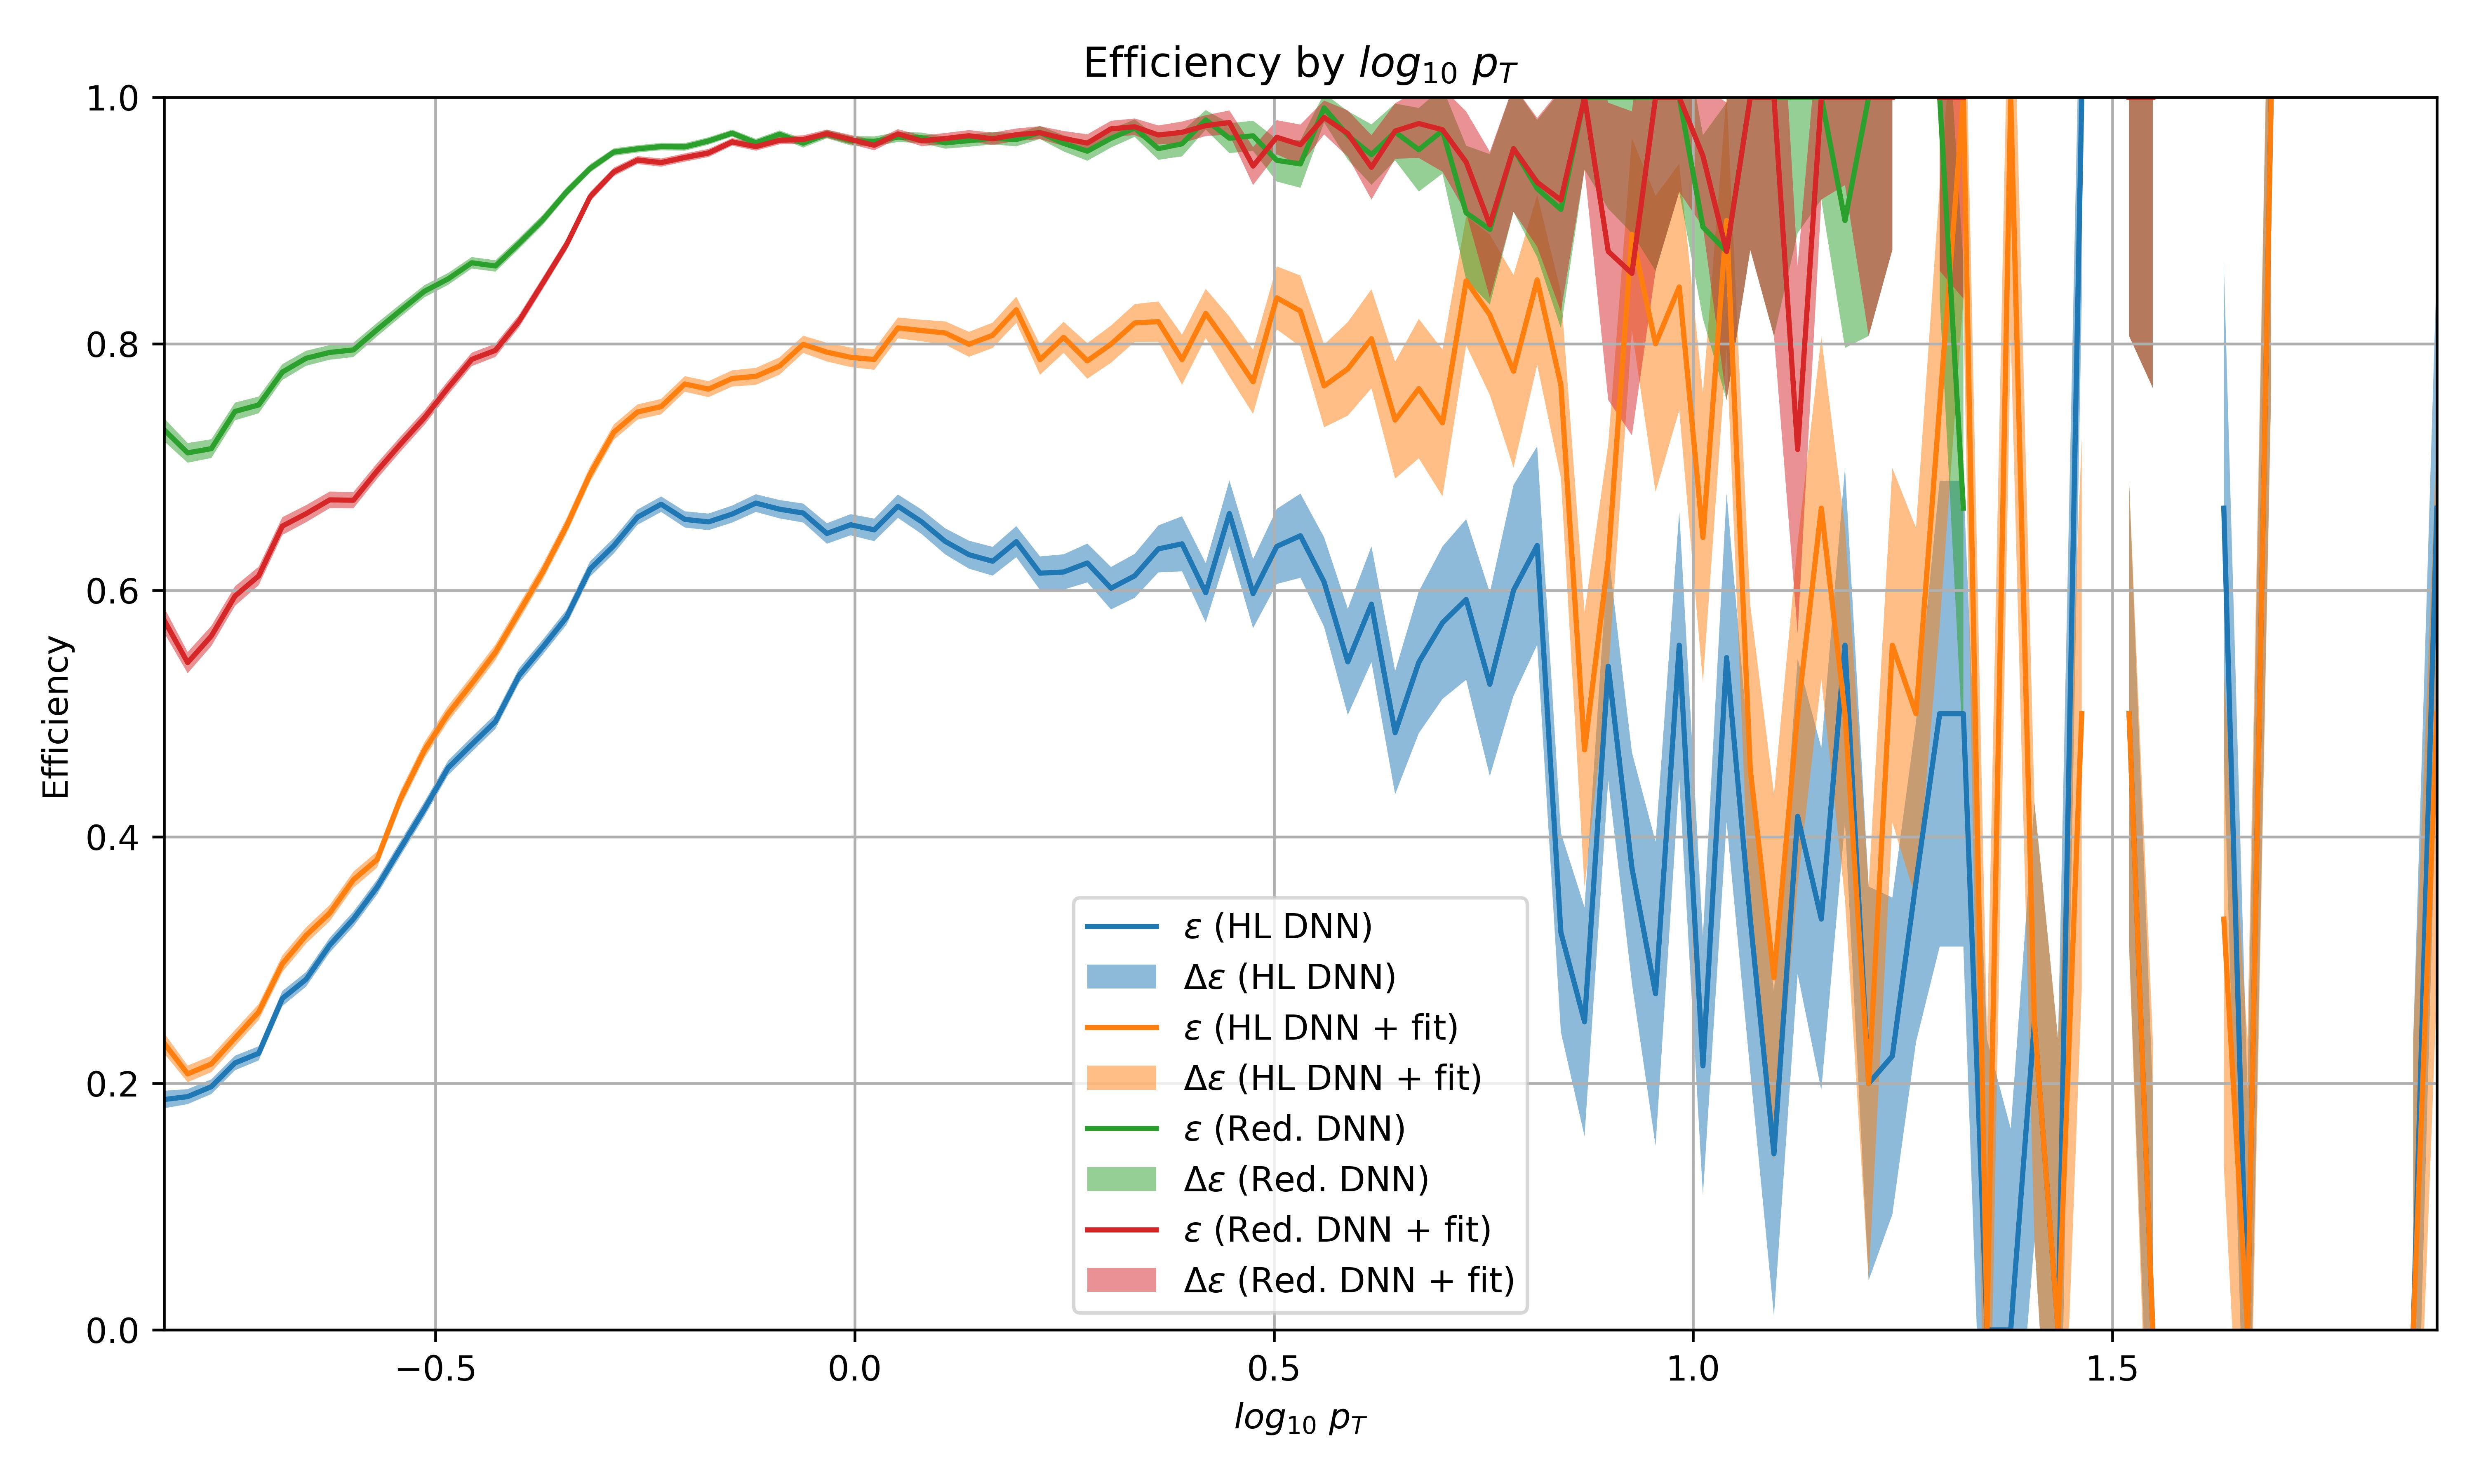 Efficiency by log₁₀ p_T
1.0
0.8
0.6
0.4
0.2
0.0
Efficiency
ε (HL DNN)
Δε (HL DNN)
ε (HL DNN + fit)
Δε (HL DNN + fit)
ε (Red. DNN)
Δε (Red. DNN)
ε (Red. DNN + fit)
Δε (Red. DNN + fit)
−0.5 0.0 0.5 1.0 1.5
log₁₀ p_T